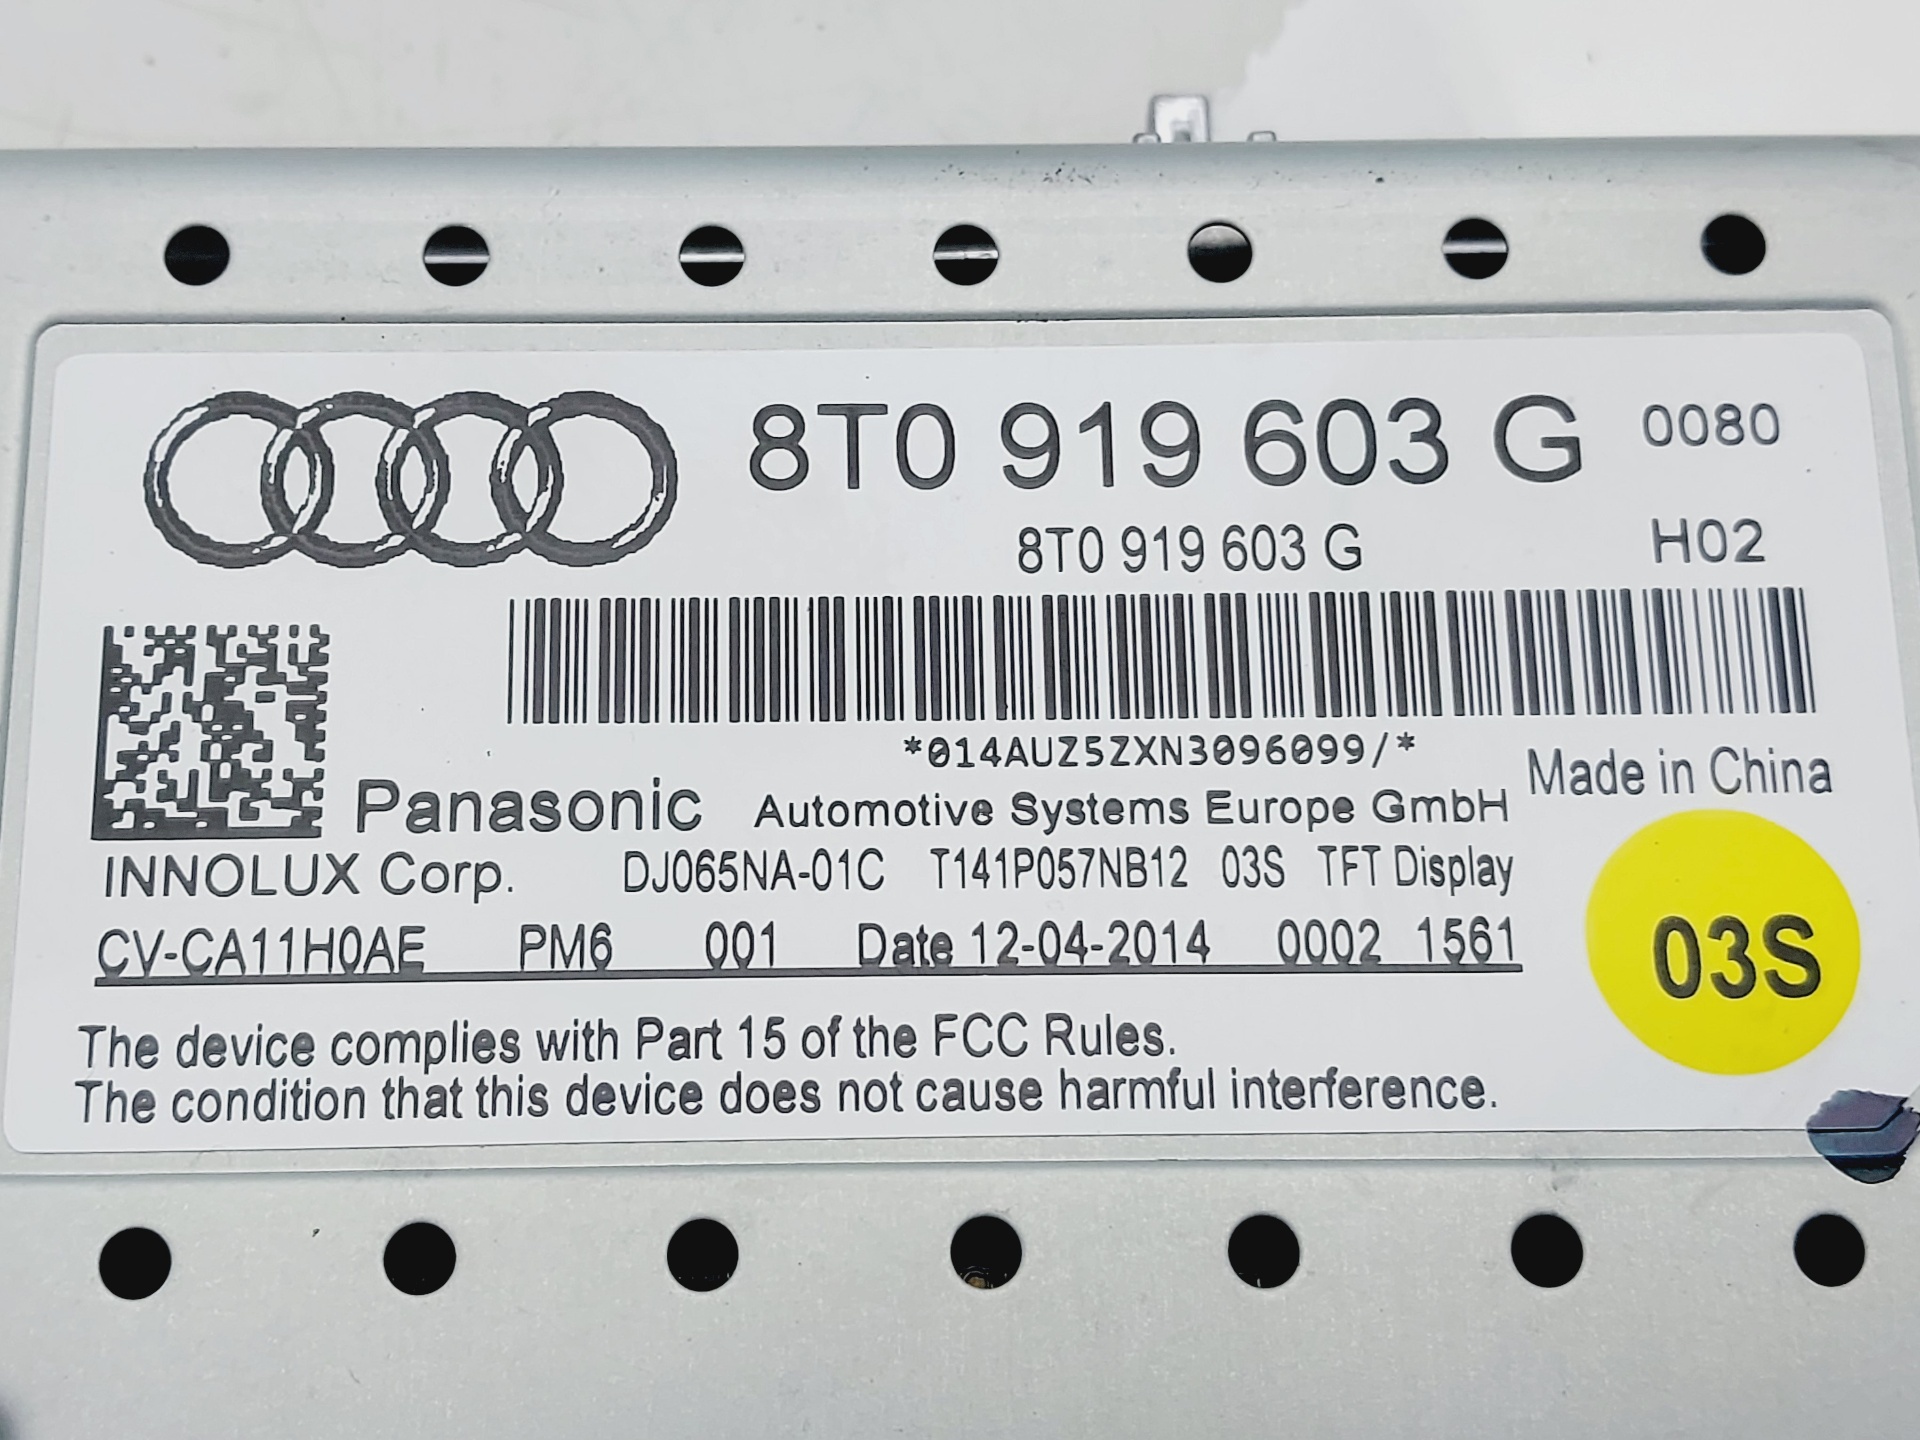 8T0 919 603 G 0080
8T0 919 603 G H02
*014AUZ5ZXN3096099/*
Made in China
Panasonic Automotive Systems Europe GmbH
INNOLUX Corp. DJ065NA-01C T141P057NB12 03S TFT Display
CV-CA11H0AE PM6 001 Date 12-04-2014 0002 1561
03S
The device complies with Part 15 of the FCC Rules.
The condition that this device does not cause harmful interference.